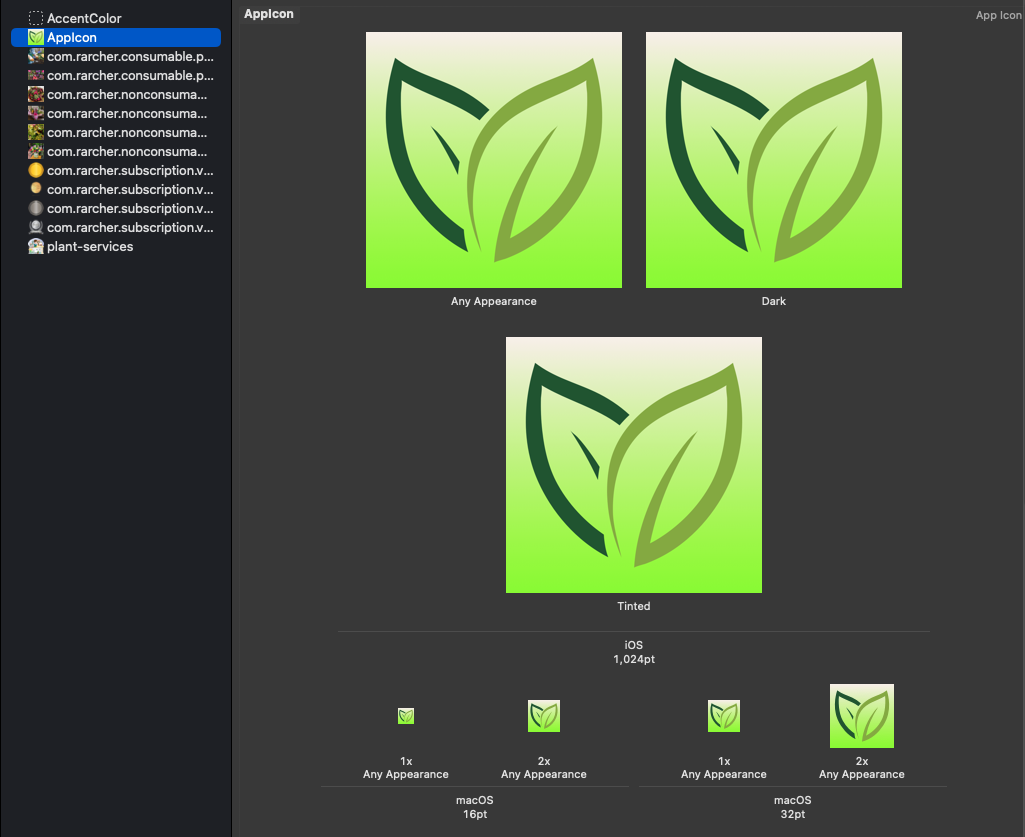 AccentColor
AppIcon
com.rarcher.consumable.p...
com.rarcher.consumable.p...
com.rarcher.nonconsuma...
com.rarcher.nonconsuma...
com.rarcher.nonconsuma...
com.rarcher.nonconsuma...
com.rarcher.subscription.v...
com.rarcher.subscription.v...
com.rarcher.subscription.v...
com.rarcher.subscription.v...
plant-services
AppIcon
App Icon
Any Appearance
Dark
Tinted
iOS
1,024pt
1x
Any Appearance
2x
Any Appearance
1x
Any Appearance
2x
Any Appearance
macOS
16pt
macOS
32pt